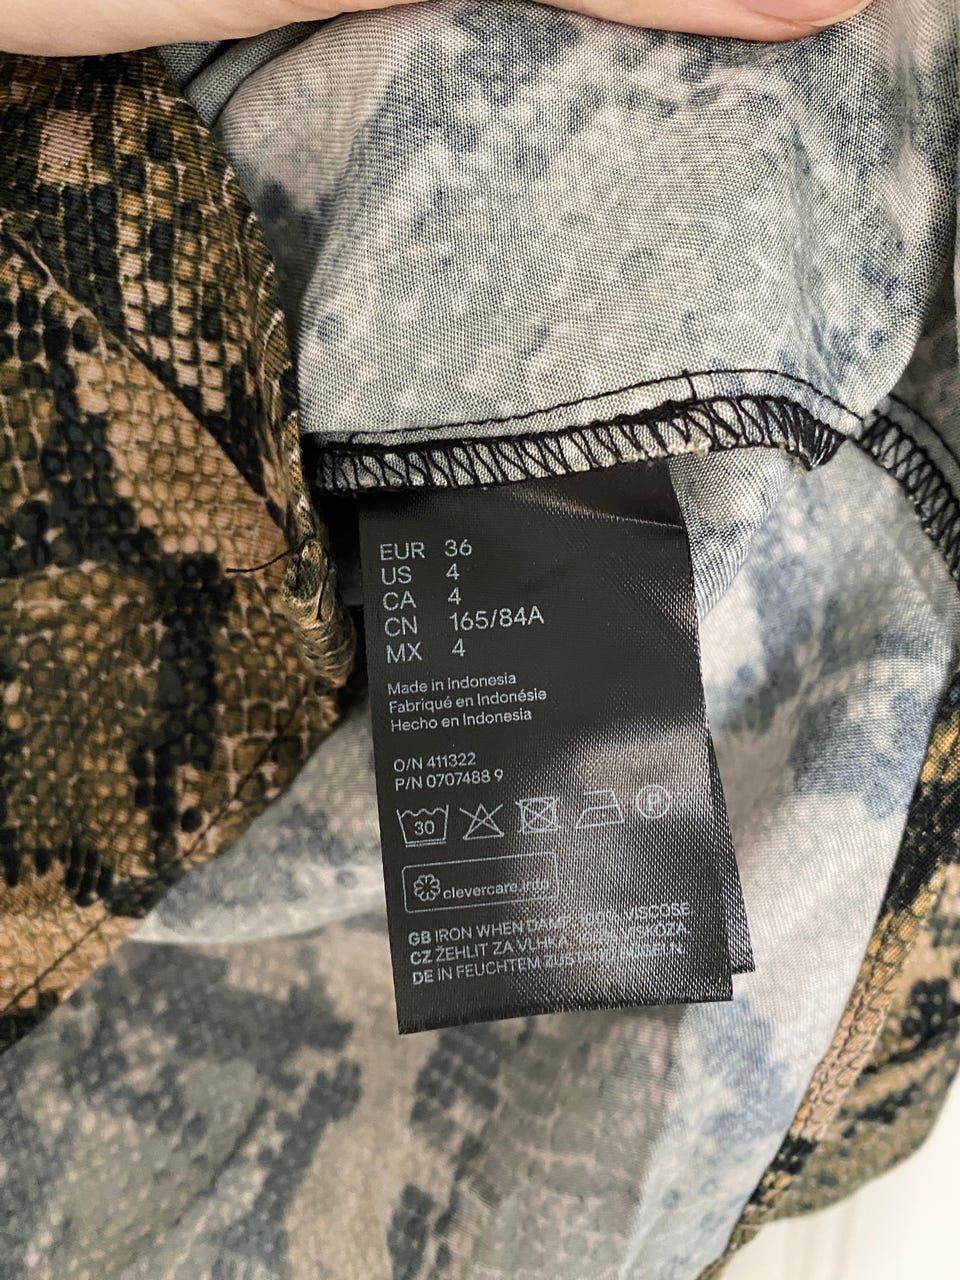 EUR 36
US 4
CA 4
CN 165/84A
MX 4
Made in Indonesia
Fabriqué en Indonésie
Hecho en Indonesia
O/N 411322
P/N 0707488 9
30 P
clevercare.info
GB IRON WHEN DAMP 100% VISCOSE
CZ ŽEHLIT ZA VLHKA
DE IN FEUCHTEM